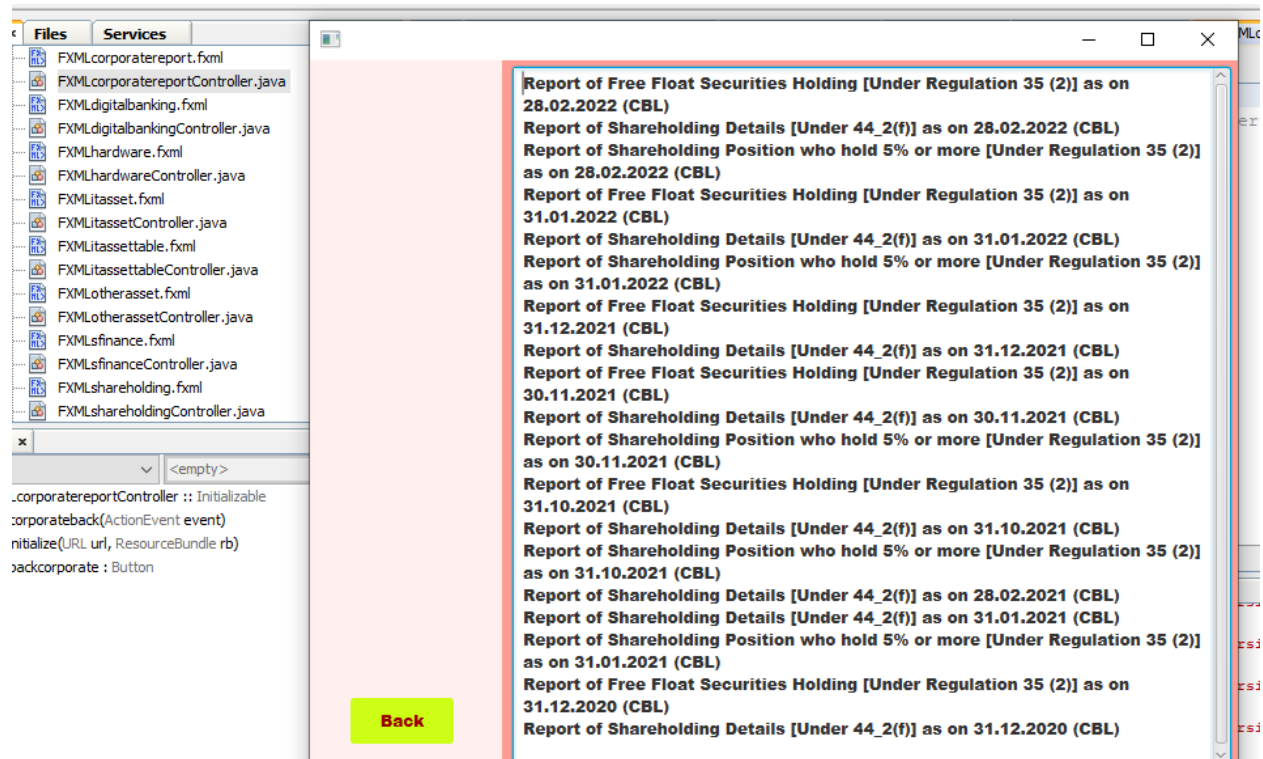 Files Services
FXMLcorporatereport.fxml
FXMLcorporatereportController.java
FXMLdigitalbanking.fxml
FXMLdigitalbankingController.java
FXMLhardware.fxml
FXMLhardwareController.java
FXMLitasset.fxml
FXMLitassetController.java
FXMLitassettable.fxml
FXMLitassettableController.java
FXMLotherasset.fxml
FXMLotherassetController.java
FXMLsfinance.fxml
FXMLsfinanceController.java
FXMLshareholding.fxml
FXMLshareholdingController.java
<empty>
LcorporatereportController :: Initializable
corporateback(ActionEvent event)
nitialize(URL url, ResourceBundle rb)
backcorporate : Button
Report of Free Float Securities Holding [Under Regulation 35 (2)] as on
28.02.2022 (CBL)
Report of Shareholding Details [Under 44_2(f)] as on 28.02.2022 (CBL)
Report of Shareholding Position who hold 5% or more [Under Regulation 35 (2)]
as on 28.02.2022 (CBL)
Report of Free Float Securities Holding [Under Regulation 35 (2)] as on
31.01.2022 (CBL)
Report of Shareholding Details [Under 44_2(f)] as on 31.01.2022 (CBL)
Report of Shareholding Position who hold 5% or more [Under Regulation 35 (2)]
as on 31.01.2022 (CBL)
Report of Free Float Securities Holding [Under Regulation 35 (2)] as on
31.12.2021 (CBL)
Report of Shareholding Details [Under 44_2(f)] as on 31.12.2021 (CBL)
Report of Free Float Securities Holding [Under Regulation 35 (2)] as on
30.11.2021 (CBL)
Report of Shareholding Details [Under 44_2(f)] as on 30.11.2021 (CBL)
Report of Shareholding Position who hold 5% or more [Under Regulation 35 (2)]
as on 30.11.2021 (CBL)
Report of Free Float Securities Holding [Under Regulation 35 (2)] as on
31.10.2021 (CBL)
Report of Shareholding Details [Under 44_2(f)] as on 31.10.2021 (CBL)
Report of Shareholding Position who hold 5% or more [Under Regulation 35 (2)]
as on 31.10.2021 (CBL)
Report of Shareholding Details [Under 44_2(f)] as on 28.02.2021 (CBL)
Report of Shareholding Details [Under 44_2(f)] as on 31.01.2021 (CBL)
Report of Shareholding Position who hold 5% or more [Under Regulation 35 (2)]
as on 31.01.2021 (CBL)
Report of Free Float Securities Holding [Under Regulation 35 (2)] as on
31.12.2020 (CBL)
Report of Shareholding Details [Under 44_2(f)] as on 31.12.2020 (CBL)
Back